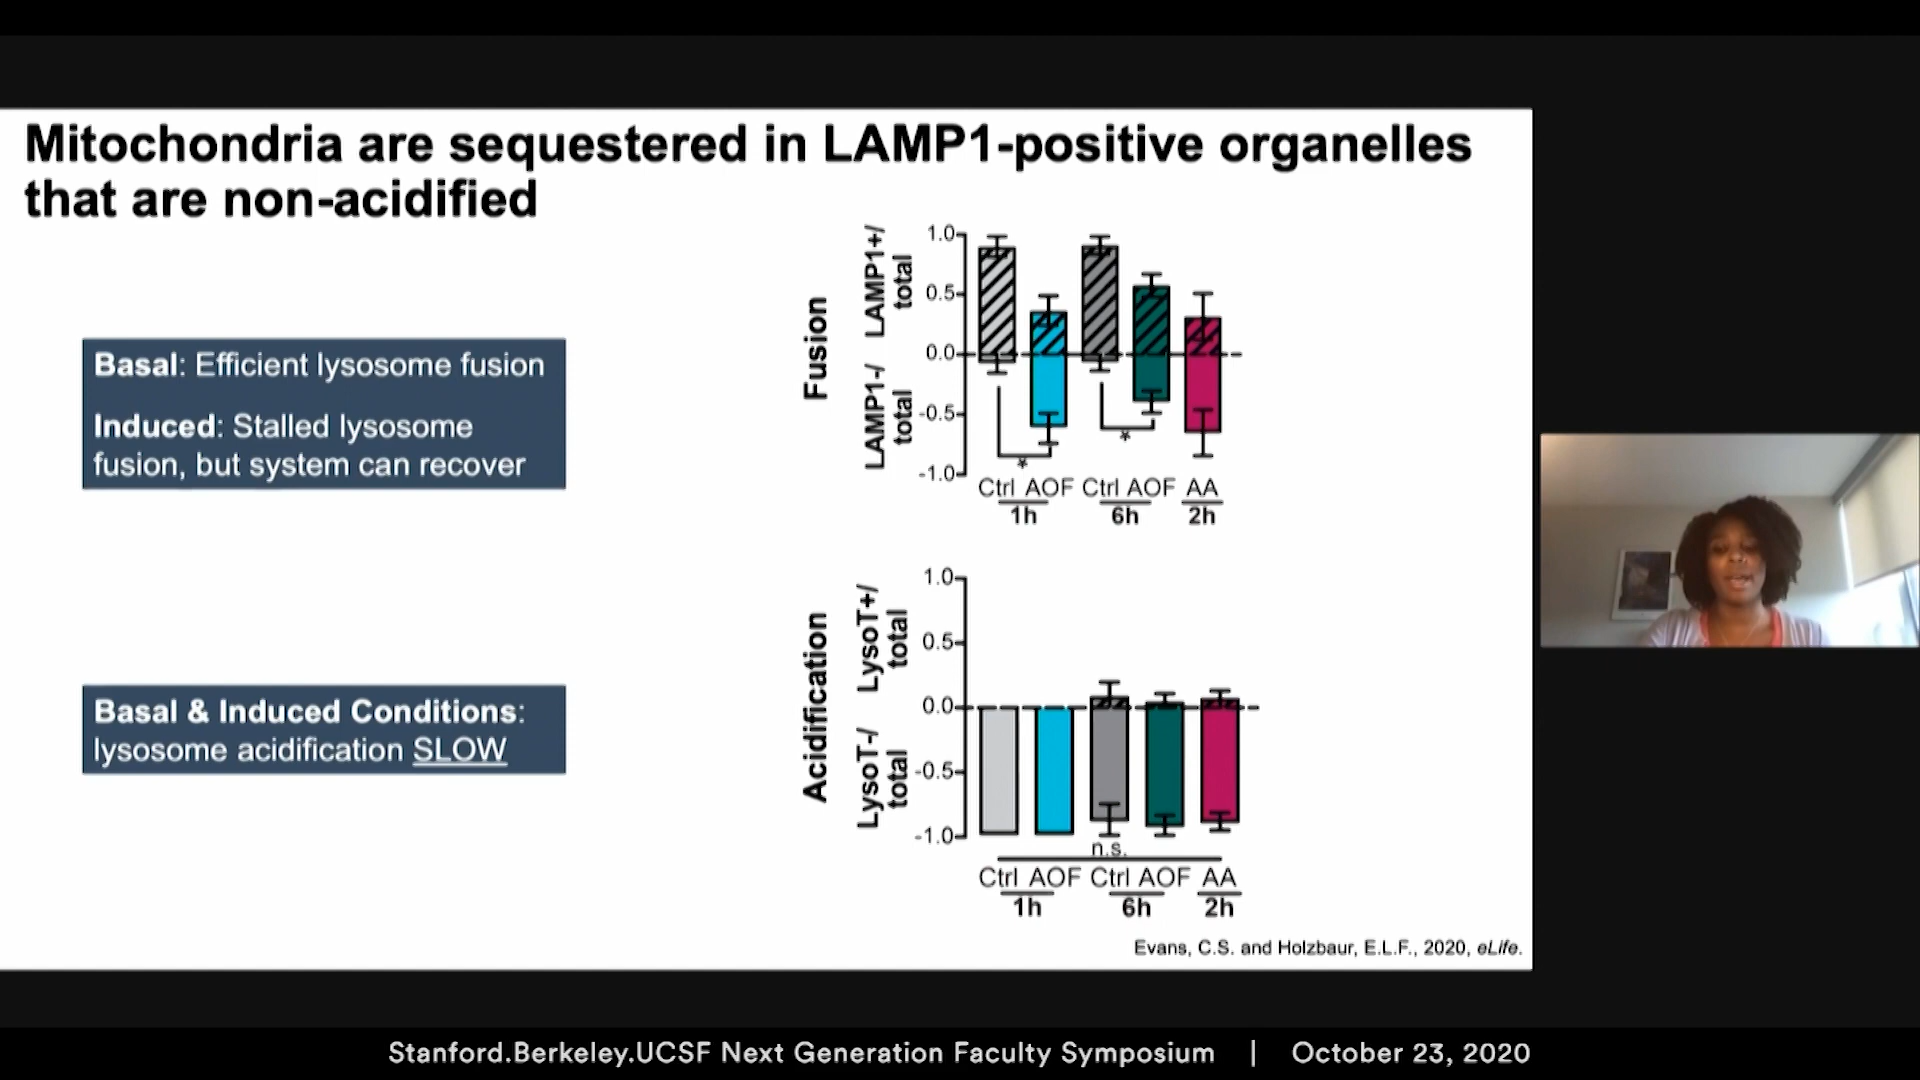 Mitochondria are sequestered in LAMP1-positive organelles
that are non-acidified
Basal: Efficient lysosome fusion
Induced: Stalled lysosome
fusion, but system can recover
Fusion
LAMP1-/ LAMP1+/
total total
1.0
0.5
0.0
-0.5
-1.0
* *
Ctrl AOF Ctrl AOF AA
1h 6h 2h
Basal & Induced Conditions:
lysosome acidification SLOW
Acidification
LysoT-/ LysoT+/
total total
1.0
0.5
0.0
-0.5
-1.0
n.s.
Ctrl AOF Ctrl AOF AA
1h 6h 2h
Evans, C.S. and Holzbaur, E.L.F., 2020, eLife.
Stanford.Berkeley.UCSF Next Generation Faculty Symposium | October 23, 2020